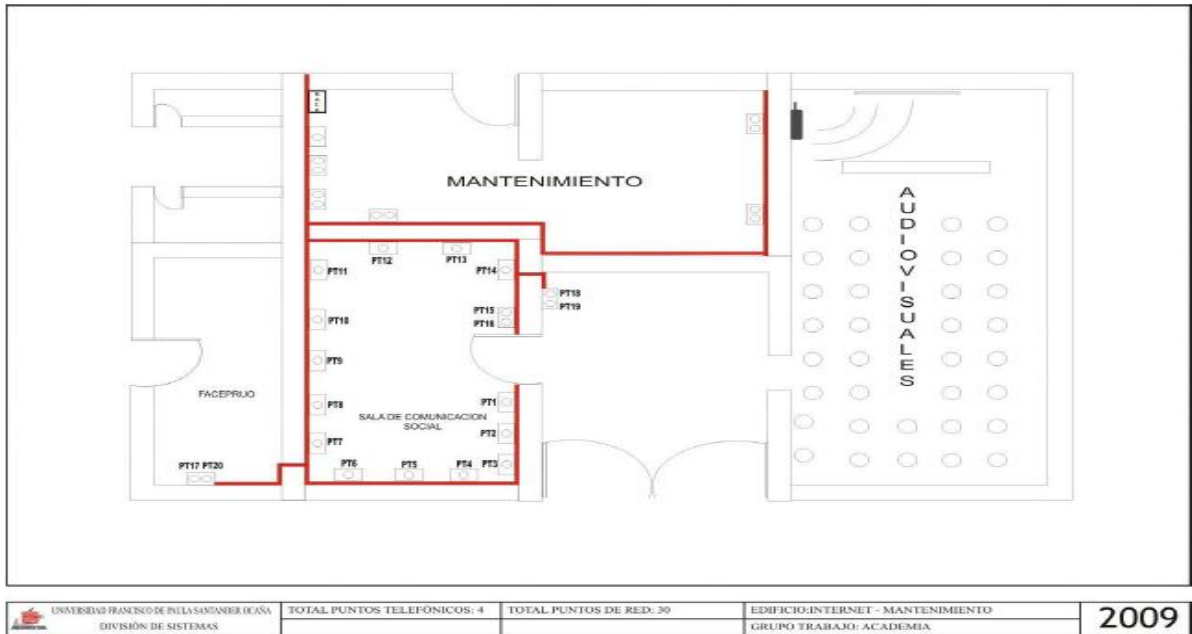 RACK
MANTENIMIENTO
AUDIOVISUALES
PT12
PT13
PT11
PT14
PT18
PT19
PT15
PT16
PT10
PT9
FACEPRUO
PT8
PT1
SALA DE COMUNICACION
SOCIAL
PT2
PT7
PT17 PT20
PT6
PT5
PT4
PT3
UNIVERSIDAD FRANCISCO DE PAULA SANTANDER OCAÑA
DIVISIÓN DE SISTEMAS
TOTAL PUNTOS TELEFÓNICOS: 4
TOTAL PUNTOS DE RED: 30
EDIFICIO:INTERNET - MANTENIMIENTO
GRUPO TRABAJO: ACADEMIA
2009